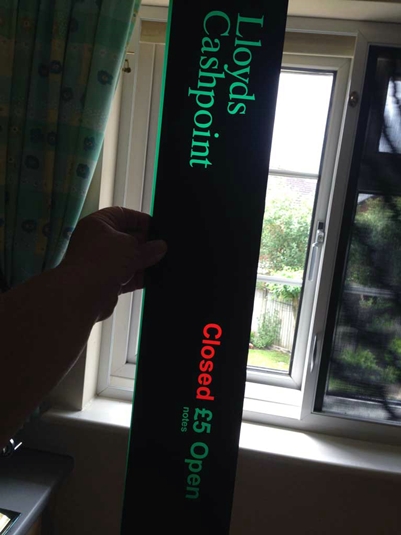 Lloyds
Cashpoint
Closed £5 Open
notes